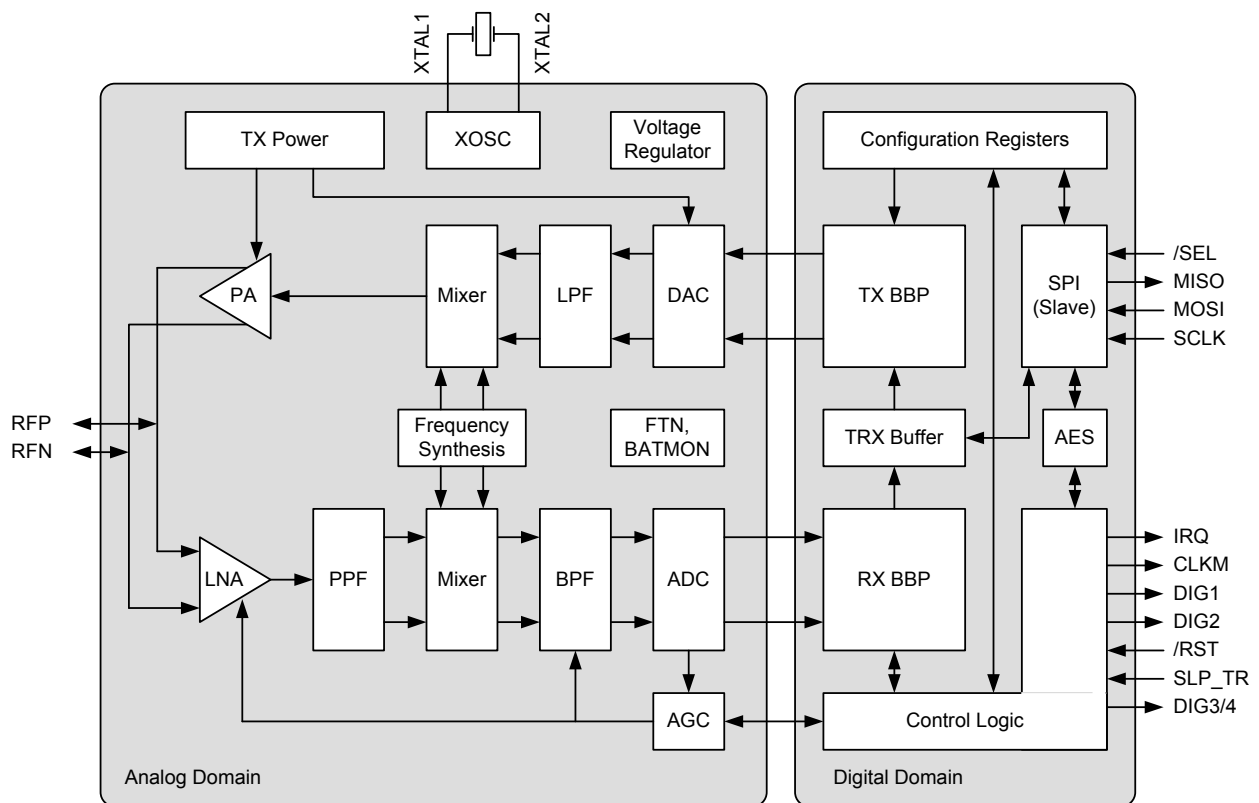 XTAL1
XTAL2
TX Power
XOSC
Voltage
Regulator
Configuration Registers
PA
Mixer
LPF
DAC
TX BBP
SPI
(Slave)
/SEL
MISO
MOSI
SCLK
RFP
RFN
Frequency
Synthesis
FTN,
BATMON
TRX Buffer
AES
LNA
PPF
Mixer
BPF
ADC
RX BBP
IRQ
CLKM
DIG1
DIG2
/RST
SLP_TR
DIG3/4
AGC
Control Logic
Analog Domain
Digital Domain